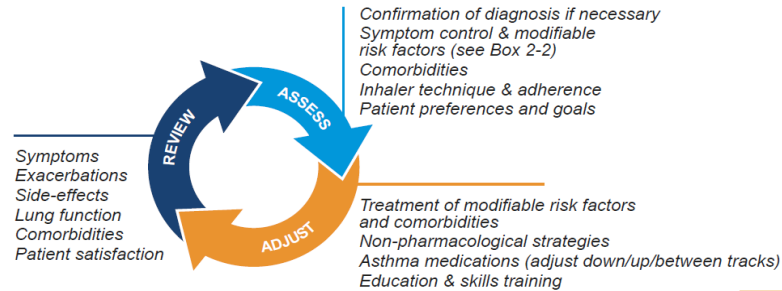 Confirmation of diagnosis if necessary
Symptom control & modifiable
risk factors (see Box 2-2)
Comorbidities
Inhaler technique & adherence
Patient preferences and goals
ASSESS
REVIEW
ADJUST
Symptoms
Exacerbations
Side-effects
Lung function
Comorbidities
Patient satisfaction
Treatment of modifiable risk factors
and comorbidities
Non-pharmacological strategies
Asthma medications (adjust down/up/between tracks)
Education & skills training